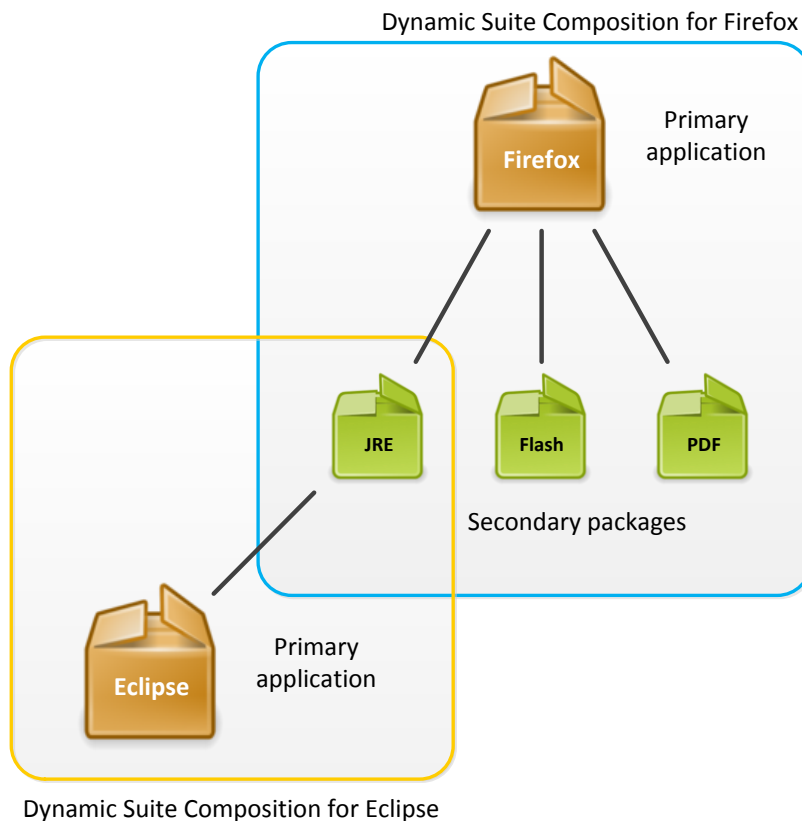 Dynamic Suite Composition for Firefox
Firefox
Primary
application
JRE
Flash
PDF
Secondary packages
Eclipse
Primary
application
Dynamic Suite Composition for Eclipse